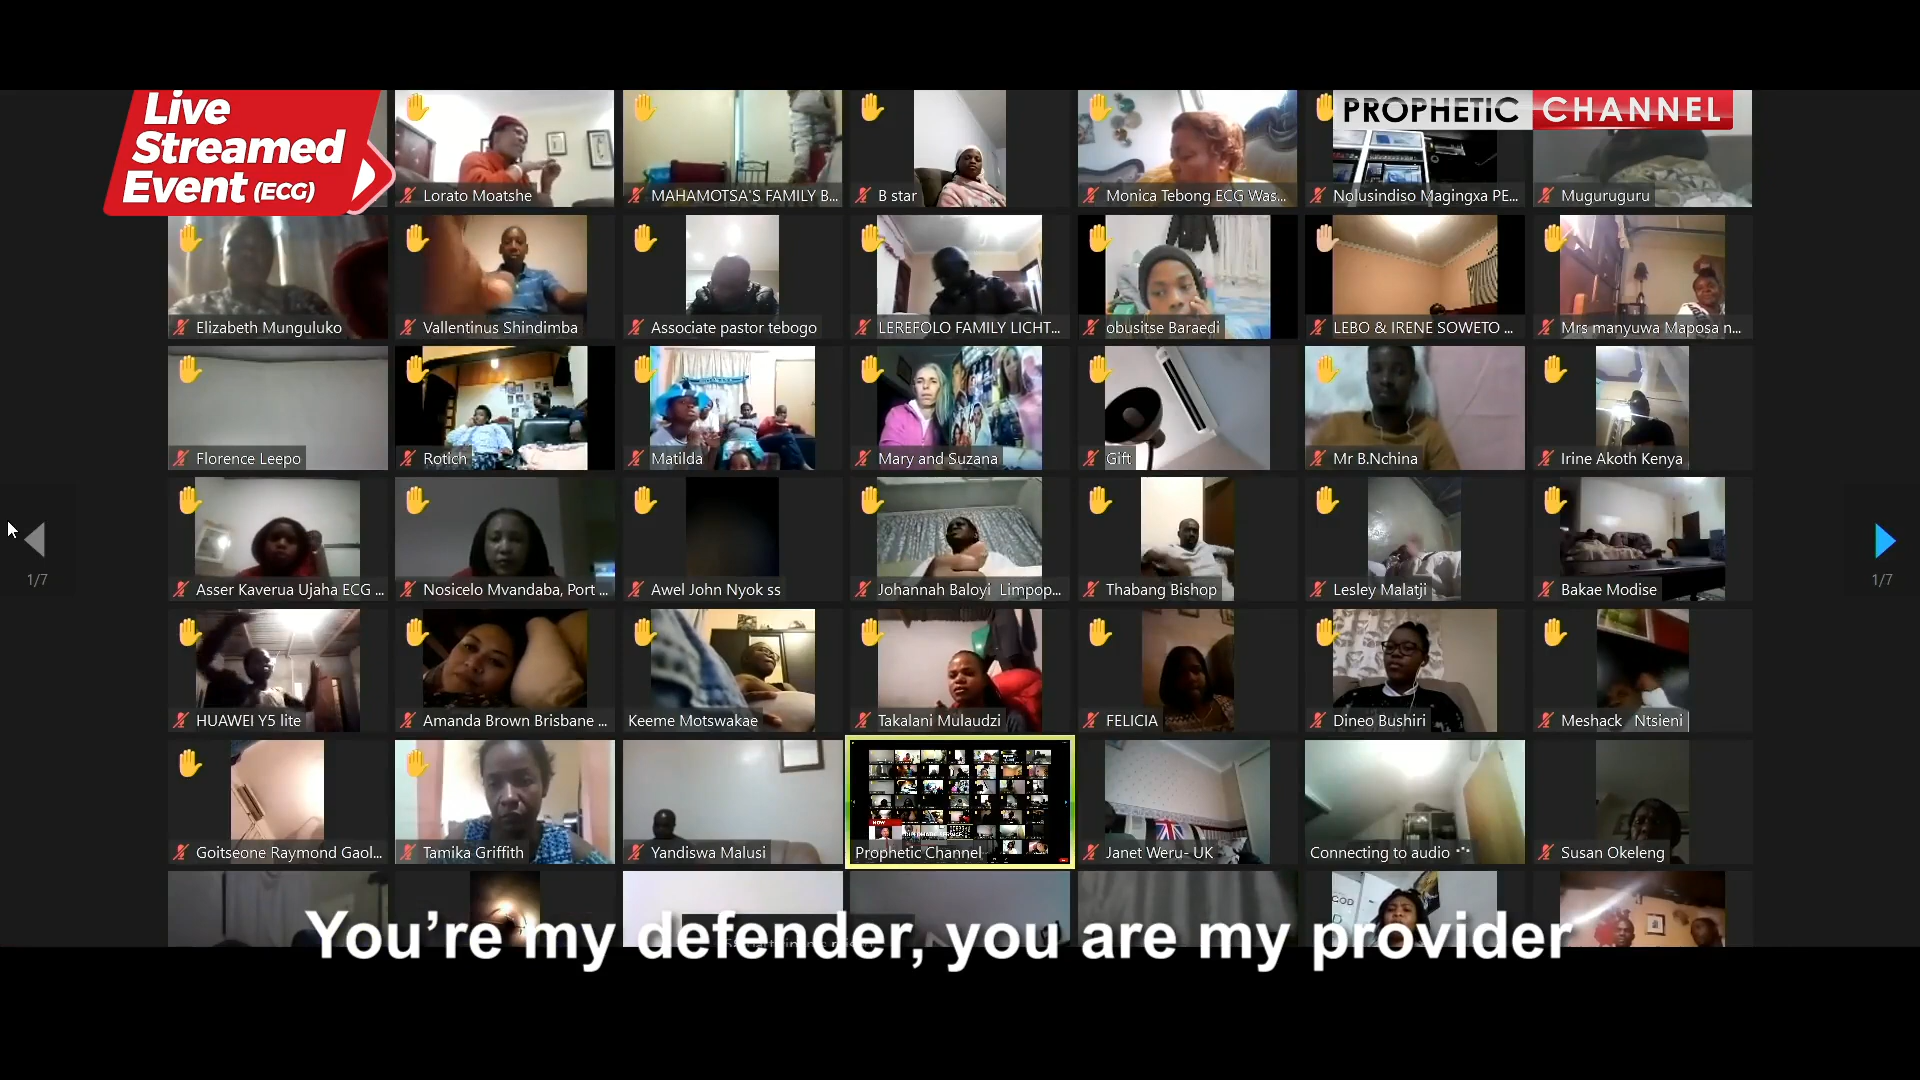 Live
Streamed
Event (ECG)
PROPHETIC CHANNEL
Lorato Moatshe
MAHAMOTSA'S FAMILY B...
B star
Monica Tebong ECG Was...
Nolusindiso Magingxa PE...
Muguruguru
Elizabeth Munguluko
Vallentinus Shindimba
Associate pastor tebogo
LEREFOLO FAMILY LICHT...
obusitse Baraedi
LEBO & IRENE SOWETO ...
Mrs manyuwa Maposa n...
Florence Leepo
Rotich
Matilda
Mary and Suzana
Gift
Mr B.Nchina
Irine Akoth Kenya
1/7
1/7
Asser Kaverua Ujaha ECG ...
Nosicelo Mvandaba, Port ...
Awel John Nyok ss
Johannah Baloyi Limpop...
Thabang Bishop
Lesley Malatji
Bakae Modise
HUAWEI Y5 lite
Amanda Brown Brisbane ...
Keeme Motswakae
Takalani Mulaudzi
FELICIA
Dineo Bushiri
Meshack Ntsieni
Goitseone Raymond Gaol...
Tamika Griffith
Yandiswa Malusi
Prophetic Channel
Janet Weru- UK
Connecting to audio
Susan Okeleng
GOD
You're my defender, you are my provider